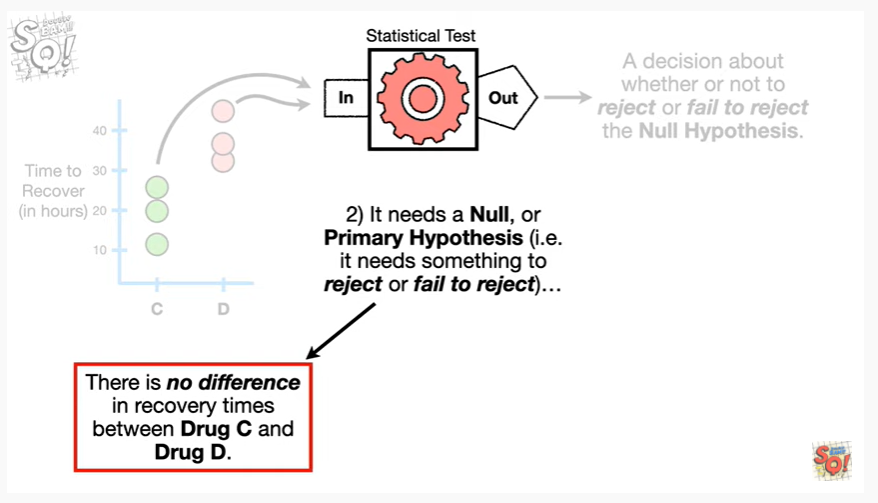 Statistical Test
In
Out
A decision about
whether or not to
reject or fail to reject
the Null Hypothesis.
40
30
20
10
Time to
Recover
(in hours)
C
D
2) It needs a Null, or
Primary Hypothesis (i.e.
it needs something to
reject or fail to reject)…
There is no difference
in recovery times
between Drug C and
Drug D.
SQ!